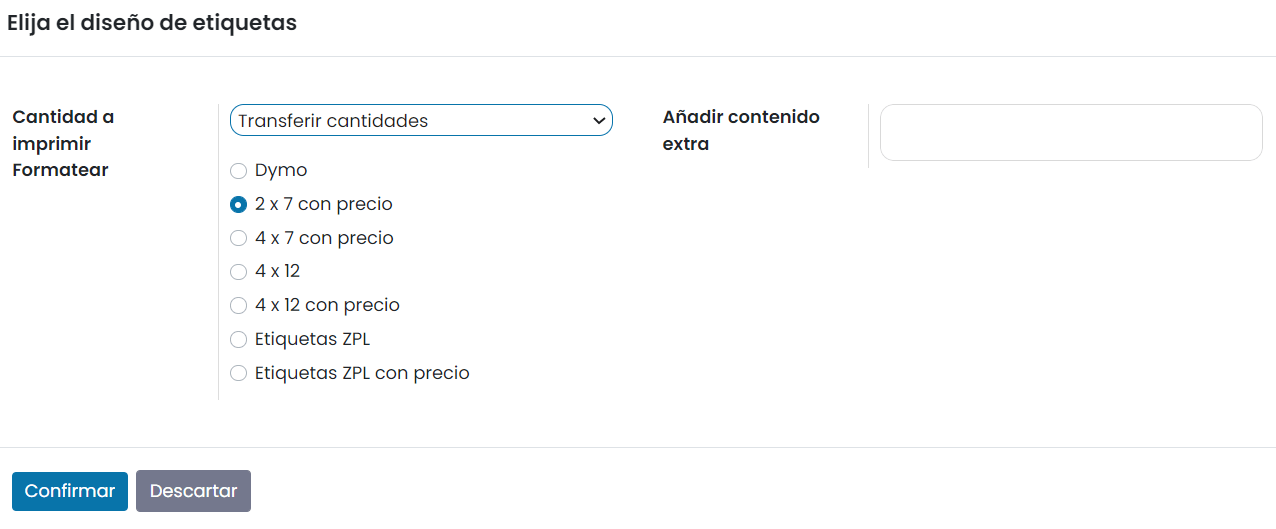 Elija el diseño de etiquetas
Cantidad a
imprimir
Transferir cantidades
Formatear
Dymo
2 x 7 con precio
4 x 7 con precio
4 x 12
4 x 12 con precio
Etiquetas ZPL
Etiquetas ZPL con precio
Añadir contenido
extra
Confirmar
Descartar